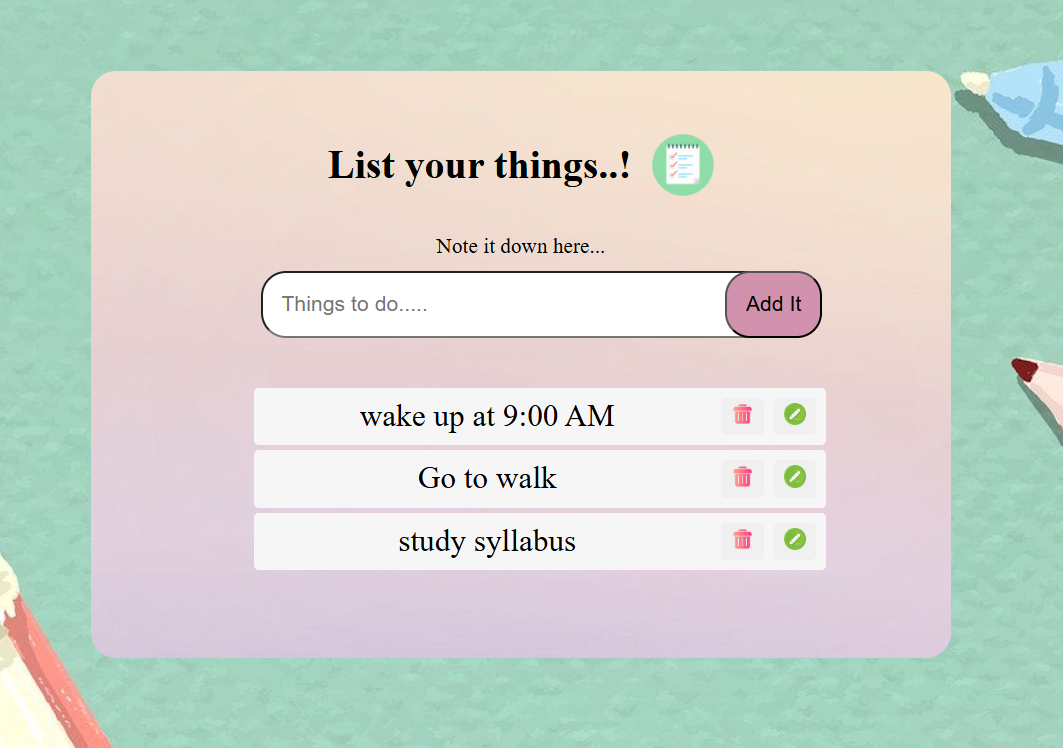 List your things..!
Note it down here...
Things to do.....
Add It
wake up at 9:00 AM
Go to walk
study syllabus